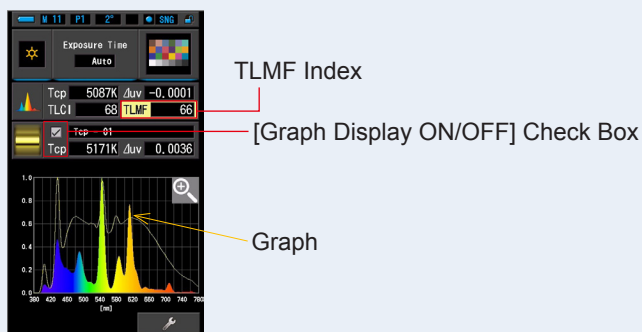 M 11 P1 2° SNG
Exposure Time
Auto
Tcp 5087K ⊿uv -0.0001
TLCI 68 TLMF 66
Tcp - 01
Tcp 5171K ⊿uv 0.0036
1.0
0.8
0.6
0.4
0.2
0.0
380 420 460 500 540 580 620 660 700 740 780
[nm]
TLMF Index
[Graph Display ON/OFF] Check Box
Graph